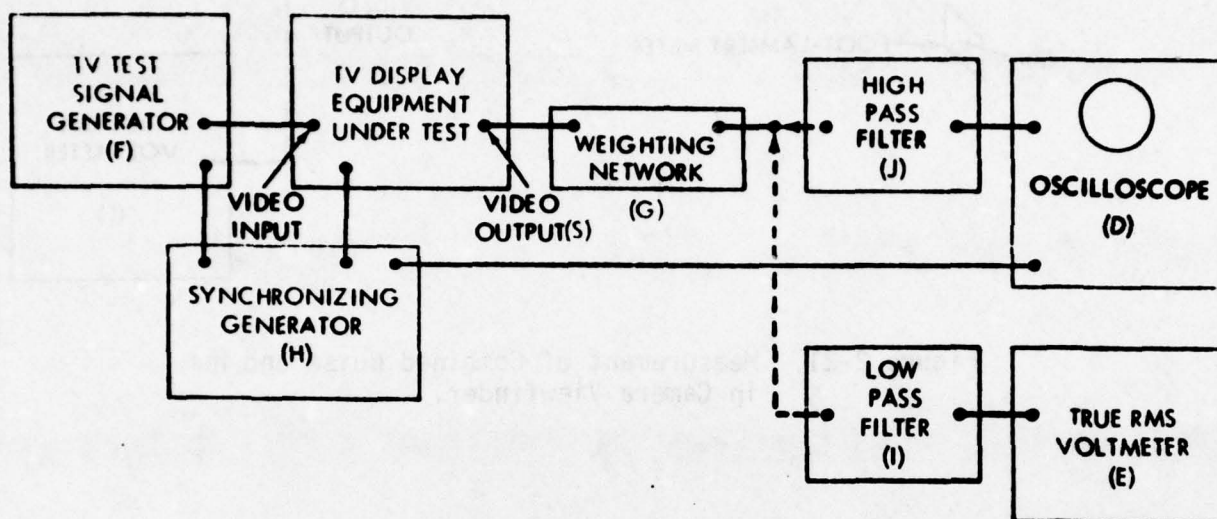 TV TEST
SIGNAL
GENERATOR
(F)
TV DISPLAY
EQUIPMENT
UNDER TEST
VIDEO
INPUT
VIDEO
OUTPUT(S)
WEIGHTING
NETWORK
(G)
HIGH
PASS
FILTER
(J)
OSCILLOSCOPE
(D)
SYNCHRONIZING
GENERATOR
(H)
LOW
PASS
FILTER
(I)
TRUE RMS
VOLTMETER
(E)